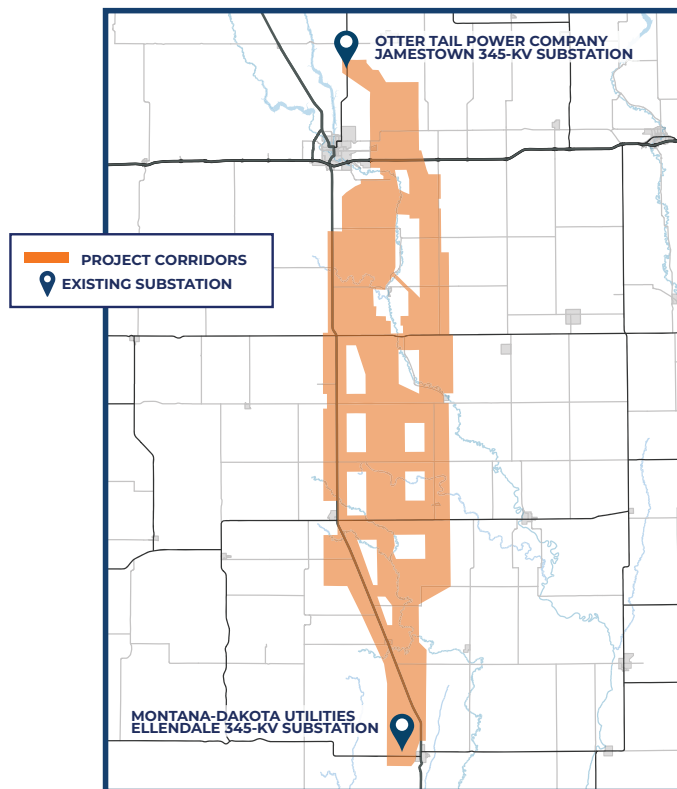 OTTER TAIL POWER COMPANY
JAMESTOWN 345-KV SUBSTATION
PROJECT CORRIDORS
EXISTING SUBSTATION
MONTANA-DAKOTA UTILITIES
ELLENDALE 345-KV SUBSTATION